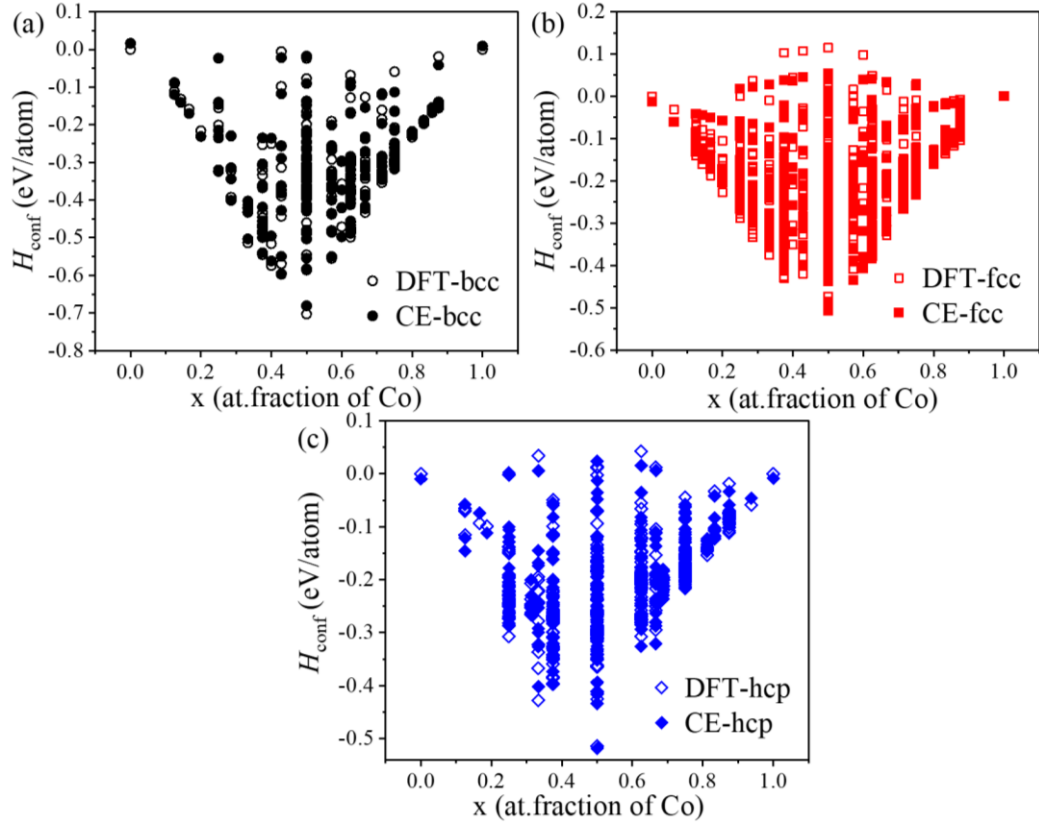 (a)
0.0
-0.1
-0.2
-0.3
-0.4
-0.5
-0.6
-0.7
-0.8
H_conf (eV/atom)
DFT-bcc
CE-bcc
0.0 0.2 0.4 0.6 0.8 1.0
x (at.fraction of Co)
(b)
0.2
0.1
0.0
-0.1
-0.2
-0.3
-0.4
-0.5
-0.6
H_conf (eV/atom)
DFT-fcc
CE-fcc
0.0 0.2 0.4 0.6 0.8 1.0
x (at.fraction of Co)
(c)
0.1
0.0
-0.1
-0.2
-0.3
-0.4
-0.5
H_conf (eV/atom)
DFT-hcp
CE-hcp
0.0 0.2 0.4 0.6 0.8 1.0
x (at.fraction of Co)